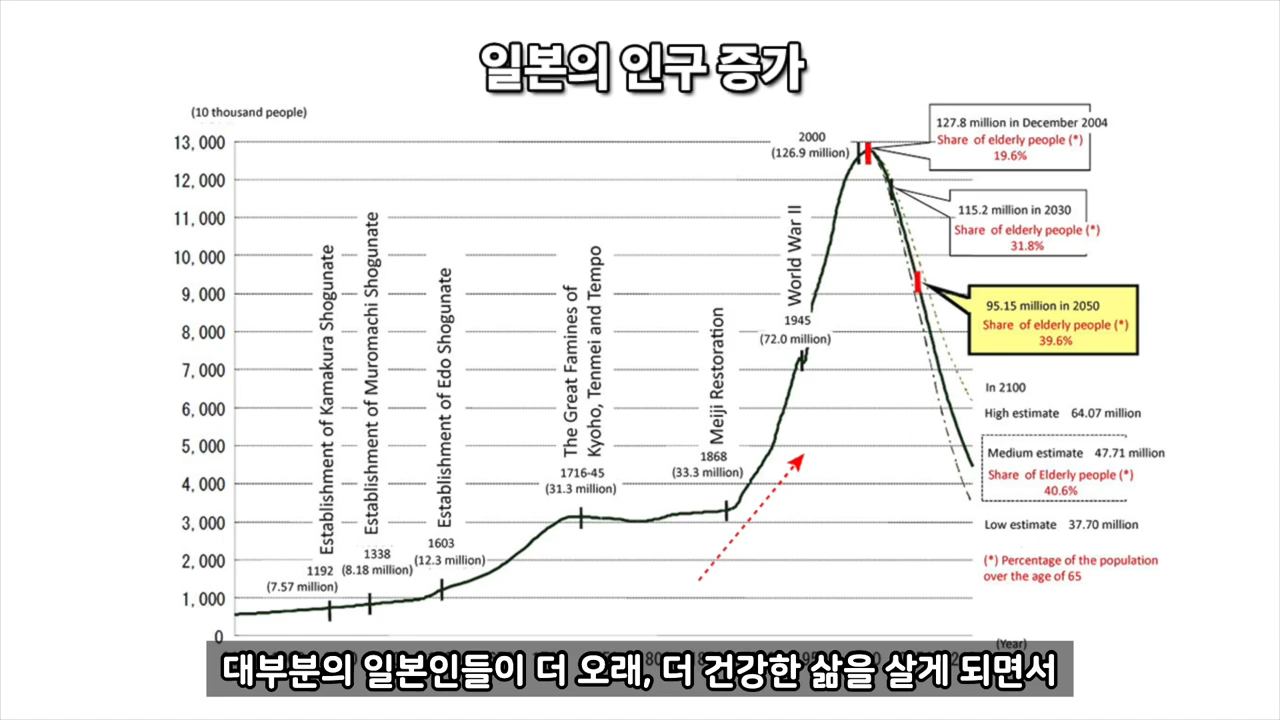 일본의 인구 증가
(10 thousand people)
13,000
12,000
11,000
10,000
9,000
8,000
7,000
6,000
5,000
4,000
3,000
2,000
1,000
0
Establishment of Kamakura Shogunate
1192
(7.57 million)
Establishment of Muromachi Shogunate
1338
(8.18 million)
Establishment of Edo Shogunate
1603
(12.3 million)
The Great Famines of
Kyoho, Tenmei and Tempo
1716-45
(31.3 million)
Meiji Restoration
1868
(33.3 million)
World War II
1945
(72.0 million)
2000
(126.9 million)
127.8 million in December 2004
Share of elderly people (*)
19.6%
115.2 million in 2030
Share of elderly people (*)
31.8%
95.15 million in 2050
Share of elderly people (*)
39.6%
In 2100
High estimate 64.07 million
Medium estimate 47.71 million
Share of Elderly people (*)
40.6%
Low estimate 37.70 million
(*) Percentage of the population
over the age of 65
(Year)
대부분의 일본인들이 더 오래, 더 건강한 삶을 살게 되면서